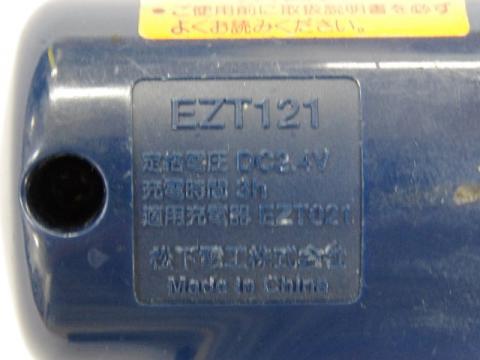 ●ご使用前に取扱説明書を必ず
よくお読みください。
EZT121
定格電圧 DC2.4V
充電時間 3h
適用充電器 EZT021
松下電工株式会社
Made in China